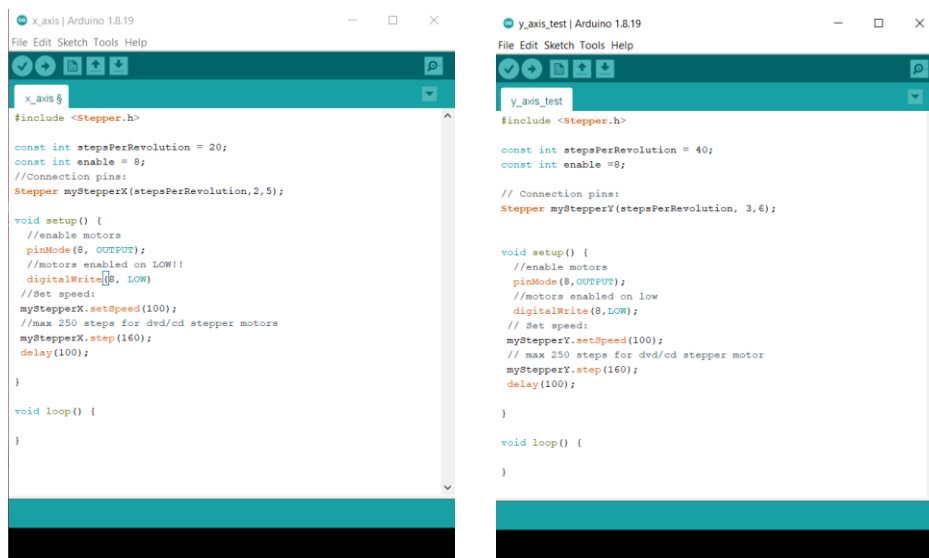 x_axis | Arduino 1.8.19
File Edit Sketch Tools Help
x_axis §
#include <Stepper.h>
const int stepsPerRevolution = 20;
const int enable = 8;
//Connection pins:
Stepper myStepperX(stepsPerRevolution,2,5);
void setup() {
//enable motors
pinMode(8, OUTPUT);
//motors enabled on LOW!!
digitalWrite(8, LOW)
//Set speed:
myStepperX.setSpeed(100);
//max 250 steps for dvd/cd stepper motors
myStepperX.step(160);
delay(100);
}
void loop() {
}
y_axis_test | Arduino 1.8.19
File Edit Sketch Tools Help
y_axis_test
#include <Stepper.h>
const int stepsPerRevolution = 40;
const int enable =8;
// Connection pins:
Stepper myStepperY(stepsPerRevolution, 3,6);
void setup() {
//enable motors
pinMode(8,OUTPUT);
//motors enabled on low
digitalWrite(8,LOW);
// Set speed:
myStepperY.setSpeed(100);
// max 250 steps for dvd/cd stepper motor
myStepperY.step(160);
delay(100);
}
void loop() {
}